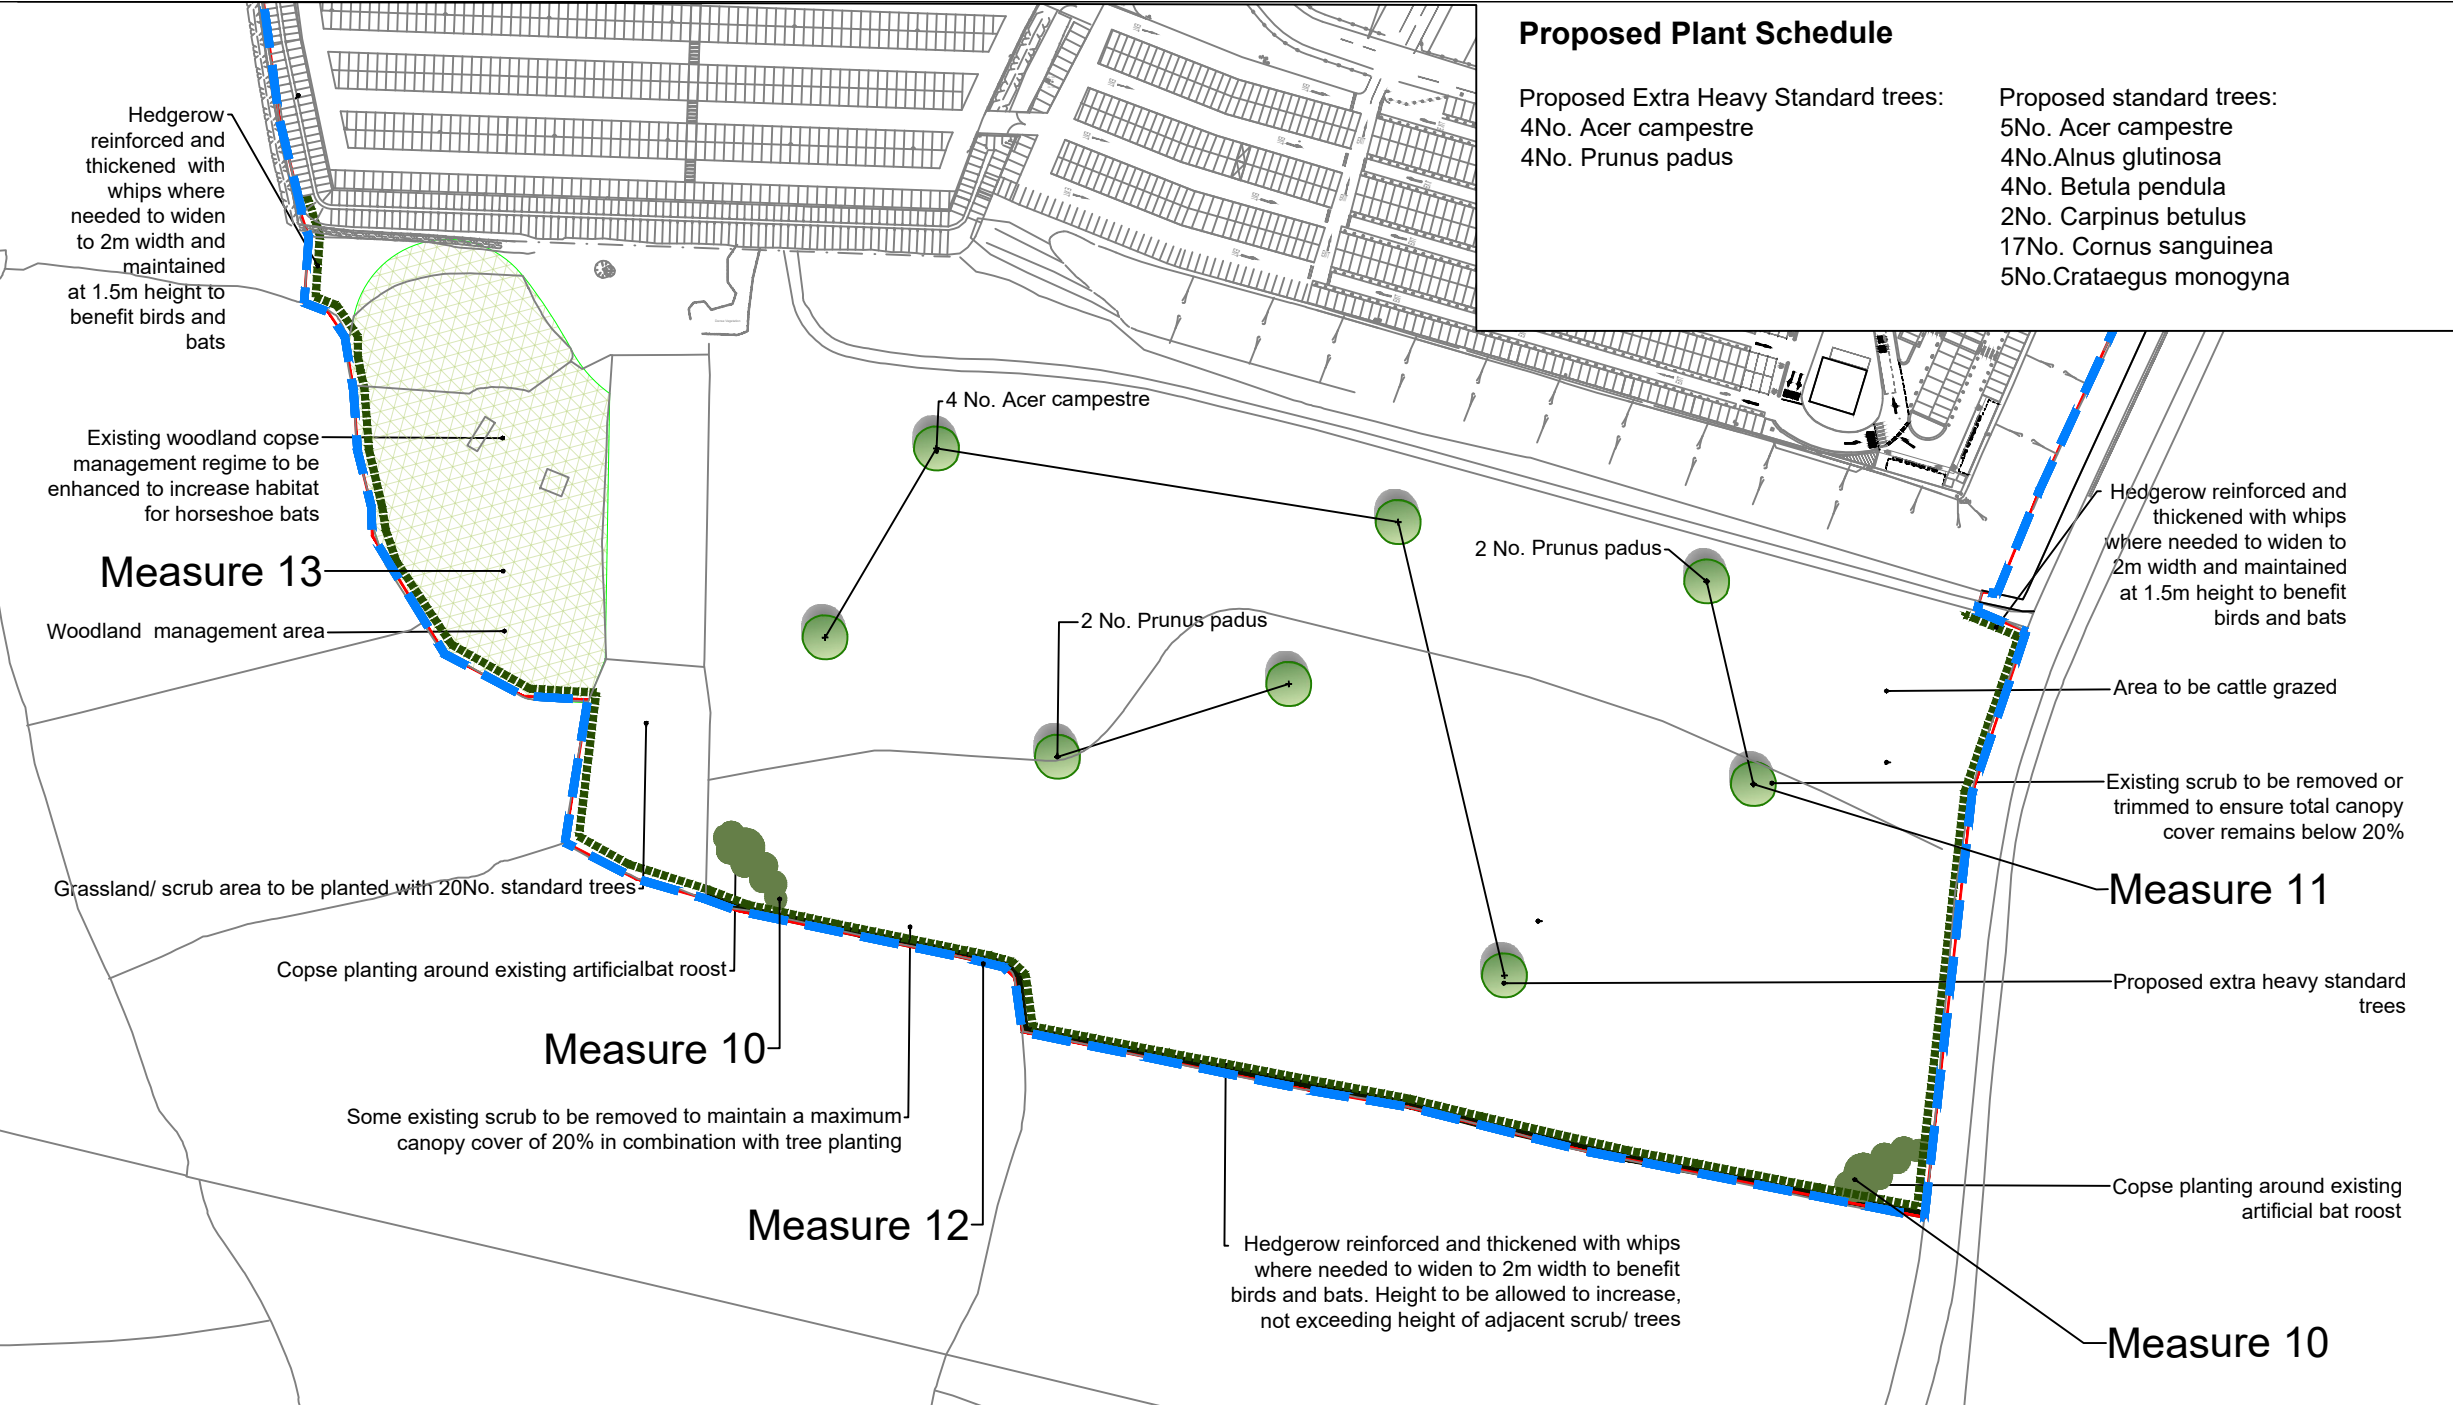 Proposed Plant Schedule
Proposed Extra Heavy Standard trees:
4No. Acer campestre
4No. Prunus padus
Proposed standard trees:
5No. Acer campestre
4No.Alnus glutinosa
4No. Betula pendula
2No. Carpinus betulus
17No. Cornus sanguinea
5No.Crataegus monogyna
Hedgerow
reinforced and
thickened with
whips where
needed to widen
to 2m width and
maintained
at 1.5m height to
benefit birds and
bats
Existing woodland copse
management regime to be
enhanced to increase habitat
for horseshoe bats
Measure 13
Woodland management area
4 No. Acer campestre
2 No. Prunus padus
2 No. Prunus padus
Hedgerow reinforced and
thickened with whips
where needed to widen to
2m width and maintained
at 1.5m height to benefit
birds and bats
Area to be cattle grazed
Existing scrub to be removed or
trimmed to ensure total canopy
cover remains below 20%
Measure 11
Grassland/ scrub area to be planted with 20No. standard trees
Copse planting around existing artificialbat roost
Measure 10
Proposed extra heavy standard
trees
Some existing scrub to be removed to maintain a maximum
canopy cover of 20% in combination with tree planting
Measure 12
Hedgerow reinforced and thickened with whips
where needed to widen to 2m width to benefit
birds and bats. Height to be allowed to increase,
not exceeding height of adjacent scrub/ trees
Copse planting around existing
artificial bat roost
Measure 10